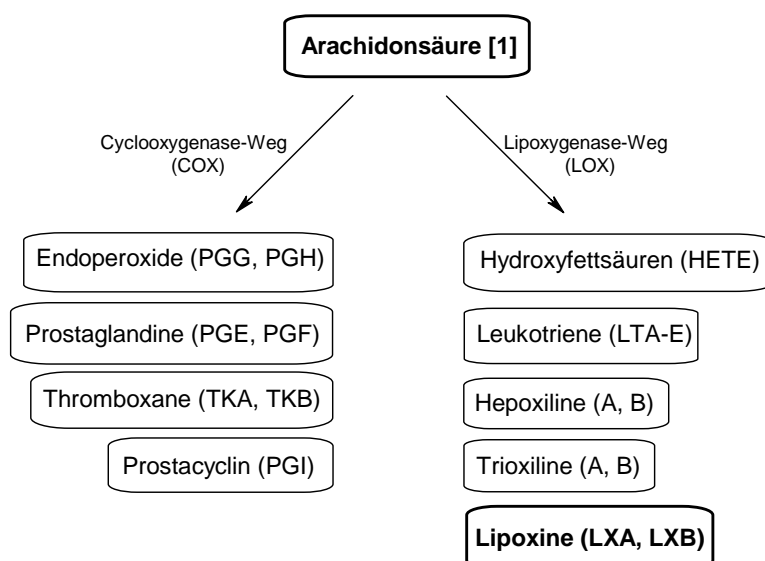 Arachidonsäure [1]
Cyclooxygenase-Weg
(COX)
Lipoxygenase-Weg
(LOX)
Endoperoxide (PGG, PGH)
Prostaglandine (PGE, PGF)
Thromboxane (TKA, TKB)
Prostacyclin (PGI)
Hydroxyfettsäuren (HETE)
Leukotriene (LTA-E)
Hepoxiline (A, B)
Trioxiline (A, B)
Lipoxine (LXA, LXB)